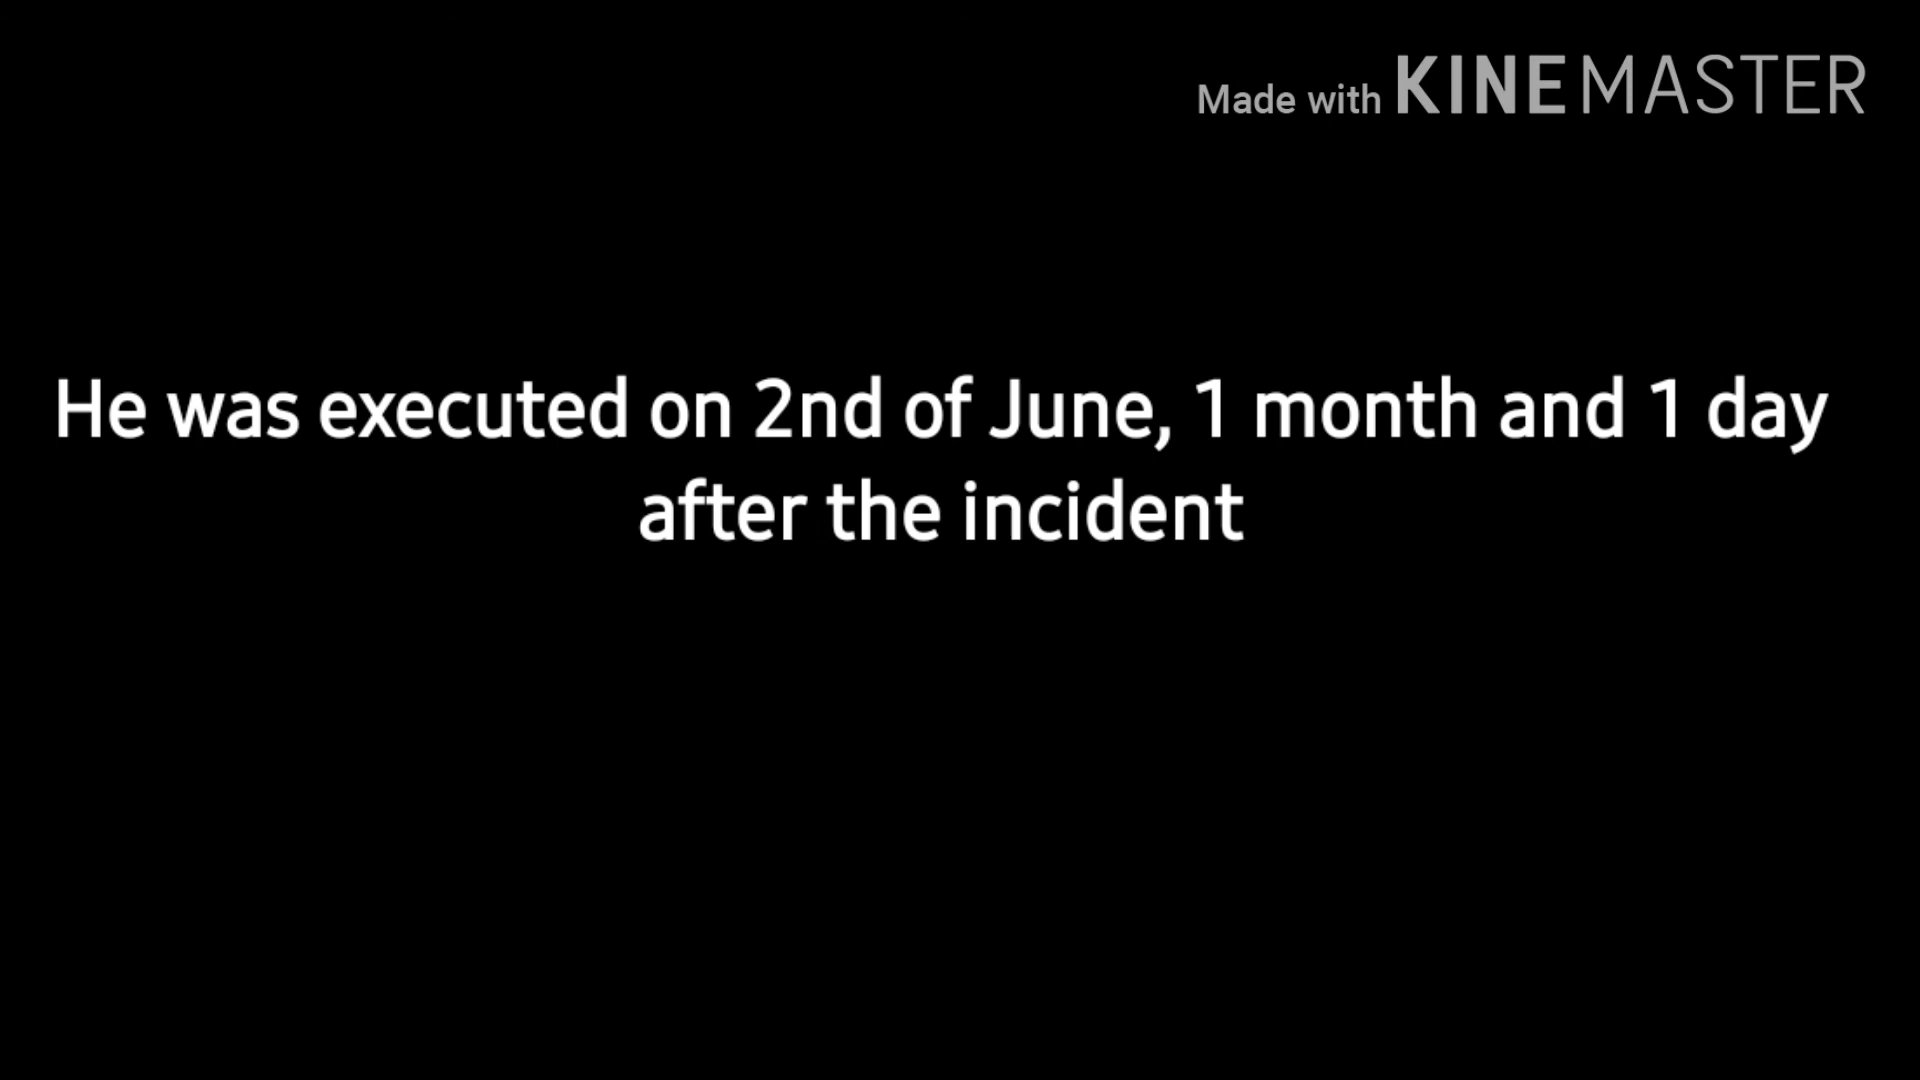 Made with KINEMASTER
He was executed on 2nd of June, 1 month and 1 day
after the incident